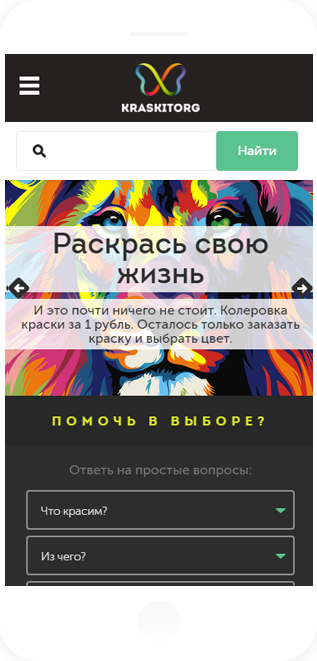 KRASKITORG
Найти
Раскрась свою
жизнь
И это почти ничего не стоит. Колеровка
краски за 1 рубль. Осталось только заказать
краску и выбрать цвет.
ПОМОЧЬ В ВЫБОРЕ?
Ответь на простые вопросы:
Что красим?
Из чего?